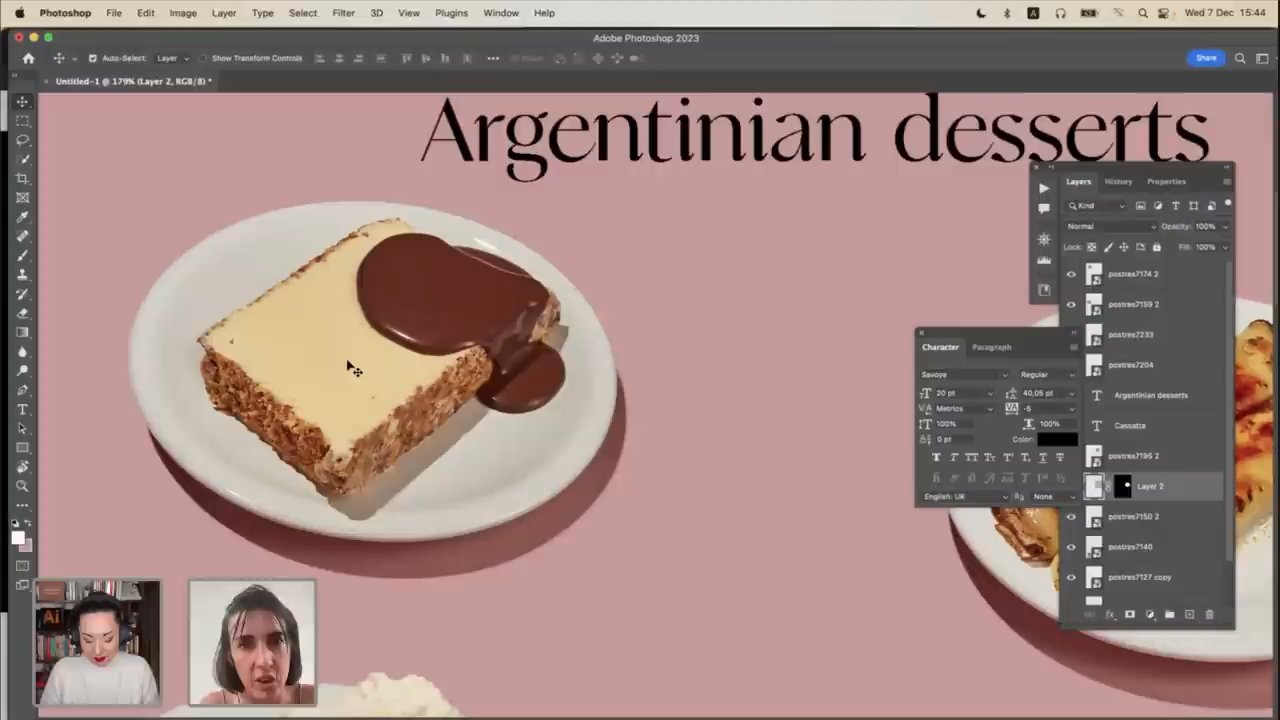 Photoshop File Edit Image Layer Type Select Filter 3D View Plugins Window Help
A
Wed 7 Dec 15:44
Adobe Photoshop 2023
Auto-Select: Layer Show Transform Controls
Share
Untitled-1 @ 179% (Layer 2, RGB/8) *
Argentinian desserts
Layers History Properties
Kind
Normal Opacity: 100%
Lock: Fill: 100%
postres7174 2
postres7159 2
postres7233
postres7204
Argentinian desserts
Cassatta
postres7195 2
Layer 2
postres7150 2
postres7140
postres7127 copy
Character Paragraph
Savoye Regular
20 pt 40,05 pt
Metrics -5
100% 100%
0 pt Color:
English: UK None
Ai